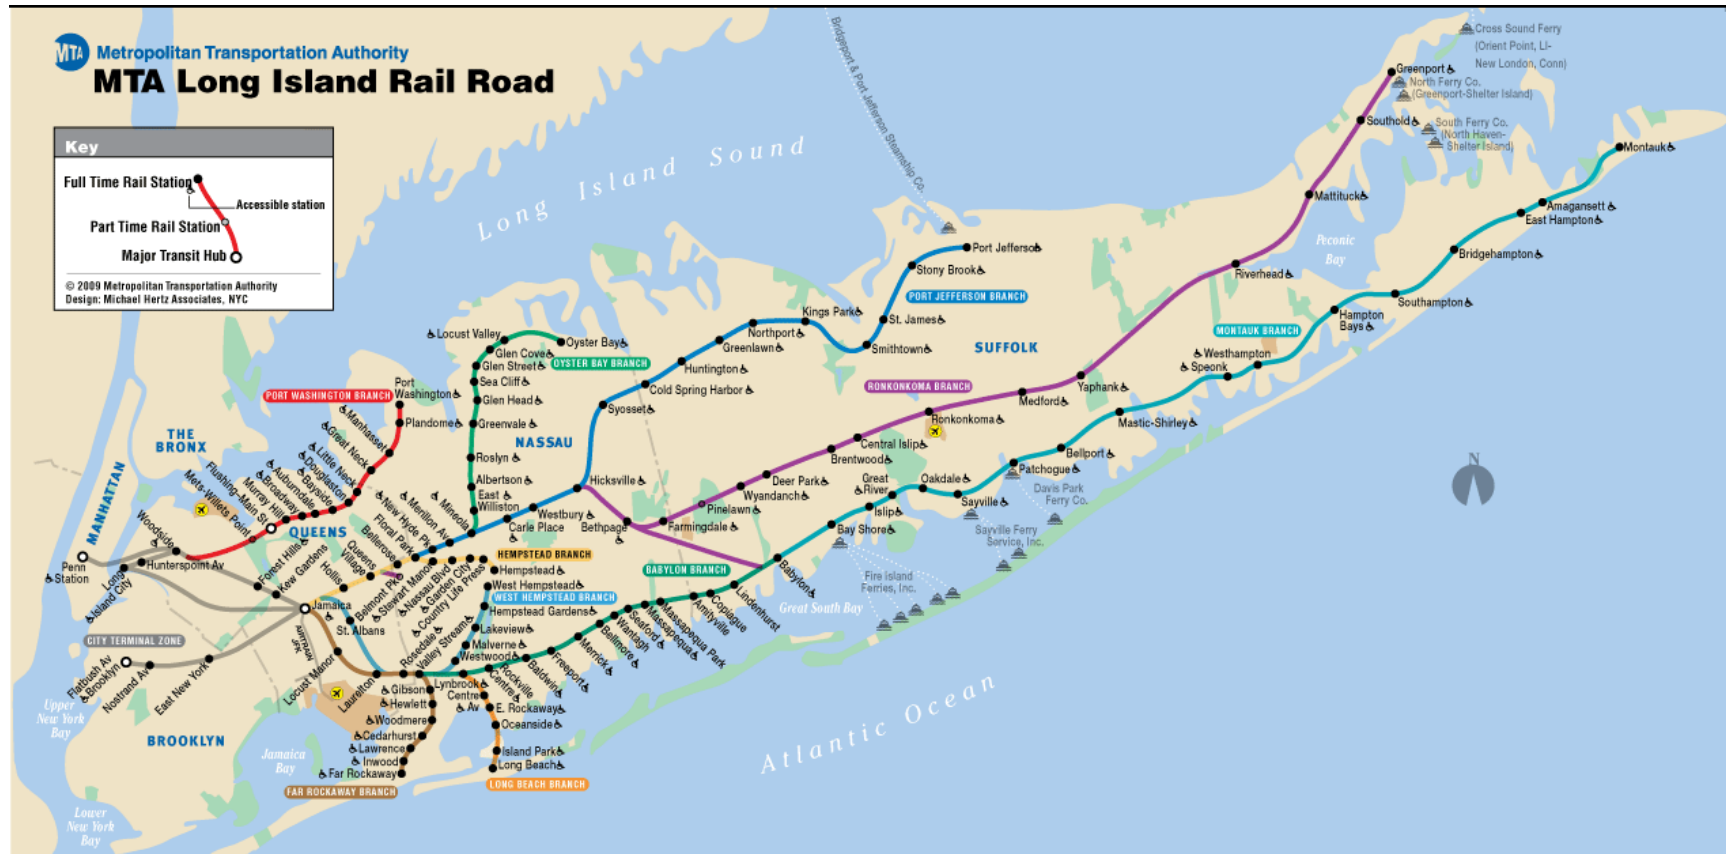 MTA Metropolitan Transportation Authority
MTA Long Island Rail Road
Key
Full Time Rail Station
Accessible station
Part Time Rail Station
Major Transit Hub
© 2009 Metropolitan Transportation Authority
Design: Michael Hertz Associates, NYC
Bridgeport & Port Jefferson Steamship Co.
Long Island Sound
Cross Sound Ferry
(Orient Point, LI-
New London, Conn)
Greenport
North Ferry Co.
(Greenport-Shelter Island)
Southold
South Ferry Co.
(North Haven-
Shelter Island)
Montauk
Mattituck
Amagansett
East Hampton
Peconic
Bay
Bridgehampton
Riverhead
Southampton
Hampton
Bays
MONTAUK BRANCH
Westhampton
Speonk
Port Jefferson
Stony Brook
PORT JEFFERSON BRANCH
St. James
Smithtown
Kings Park
Northport
Greenlawn
Huntington
Cold Spring Harbor
Syosset
SUFFOLK
RONKONKOMA BRANCH
Yaphank
Medford
Ronkonkoma
Central Islip
Brentwood
Deer Park
Wyandanch
Pinelawn
Farmingdale
Bethpage
Hicksville
Mastic-Shirley
Bellport
Patchogue
Davis Park
Ferry Co.
Sayville
Oakdale
Great
River
Islip
Bay Shore
Sayville Ferry
Service, Inc.
Fire Island
Ferries, Inc.
Great South Bay
Babylon
BABYLON BRANCH
Locust Valley
Oyster Bay
Glen Cove
OYSTER BAY BRANCH
Glen Street
Sea Cliff
Glen Head
Greenvale
NASSAU
Roslyn
Albertson
East
Williston
Westbury
Carle Place
Mineola
Merillon Av
New Hyde Pk
Floral Park
Bellerose
Queens
Village
Hollis
Port
Washington
PORT WASHINGTON BRANCH
Plandome
Manhasset
Great Neck
Little Neck
Douglaston
Bayside
Auburndale
Broadway
Murray Hill
Flushing–Main St
Mets–Willets Point
THE
BRONX
MANHATTAN
QUEENS
Woodside
Penn
Station
Hunterspoint Av
Long
Island City
Forest Hills
Kew Gardens
Jamaica
AIRTRAIN
JFK
CITY TERMINAL ZONE
Flatbush Av
Brooklyn
Nostrand Av
East New York
BROOKLYN
Upper
New York
Bay
Jamaica
Bay
Lower
New York
Bay
HEMPSTEAD BRANCH
Hempstead
Belmont Pk
Stewart Manor
Nassau Blvd
Garden City
Country Life Press
West Hempstead
WEST HEMPSTEAD BRANCH
Hempstead Gardens
Lakeview
Malverne
Westwood
St. Albans
Locust Manor
Laurelton
Rosedale
Valley Stream
Lynbrook
Centre
Av
Rockville
Centre
Baldwin
Freeport
Merrick
Bellmore
Wantagh
Seaford
Massapequa
Massapequa Park
Amityville
Copiague
Lindenhurst
Gibson
Hewlett
Woodmere
Cedarhurst
Lawrence
Inwood
Far Rockaway
FAR ROCKAWAY BRANCH
E. Rockaway
Oceanside
Island Park
Long Beach
LONG BEACH BRANCH
Atlantic Ocean
N